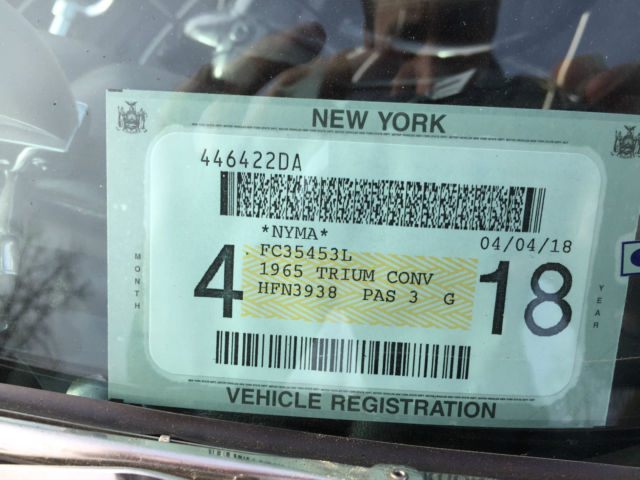 NEW YORK
446422DA
*NYMA*
04/04/18
FC35453L
1965 TRIUM CONV
HFN3938 PAS 3 G
MONTH
4
18
YEAR
VEHICLE REGISTRATION